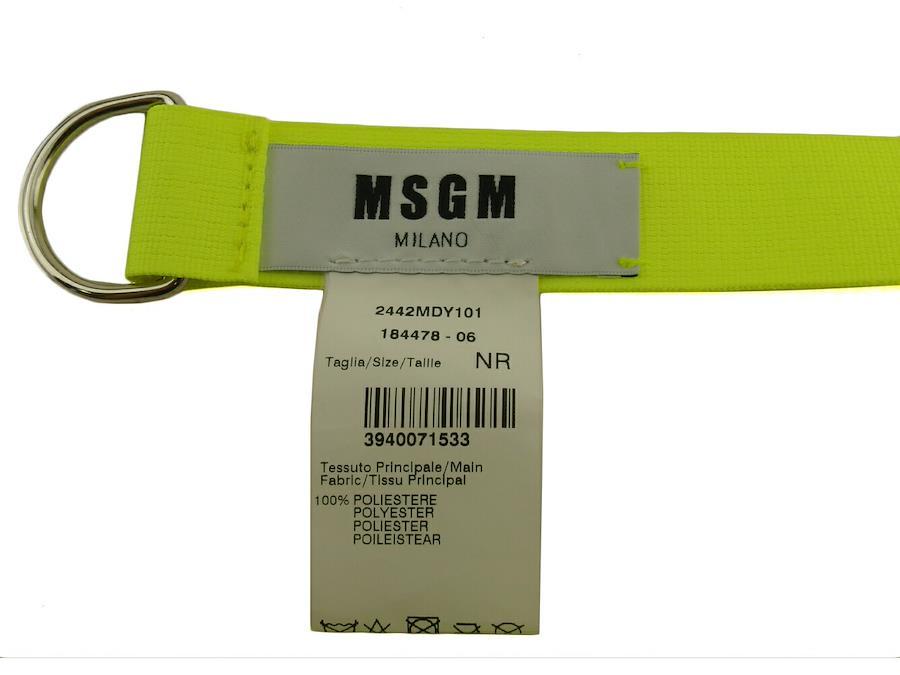 MSGM
MILANO
2442MDY101
184478 - 06
Taglia/Size/Taille NR
3940071533
Tessuto Principale/Main
Fabric/Tissu Principal
100% POLIESTERE
POLYESTER
POLIESTER
POILEISTEAR